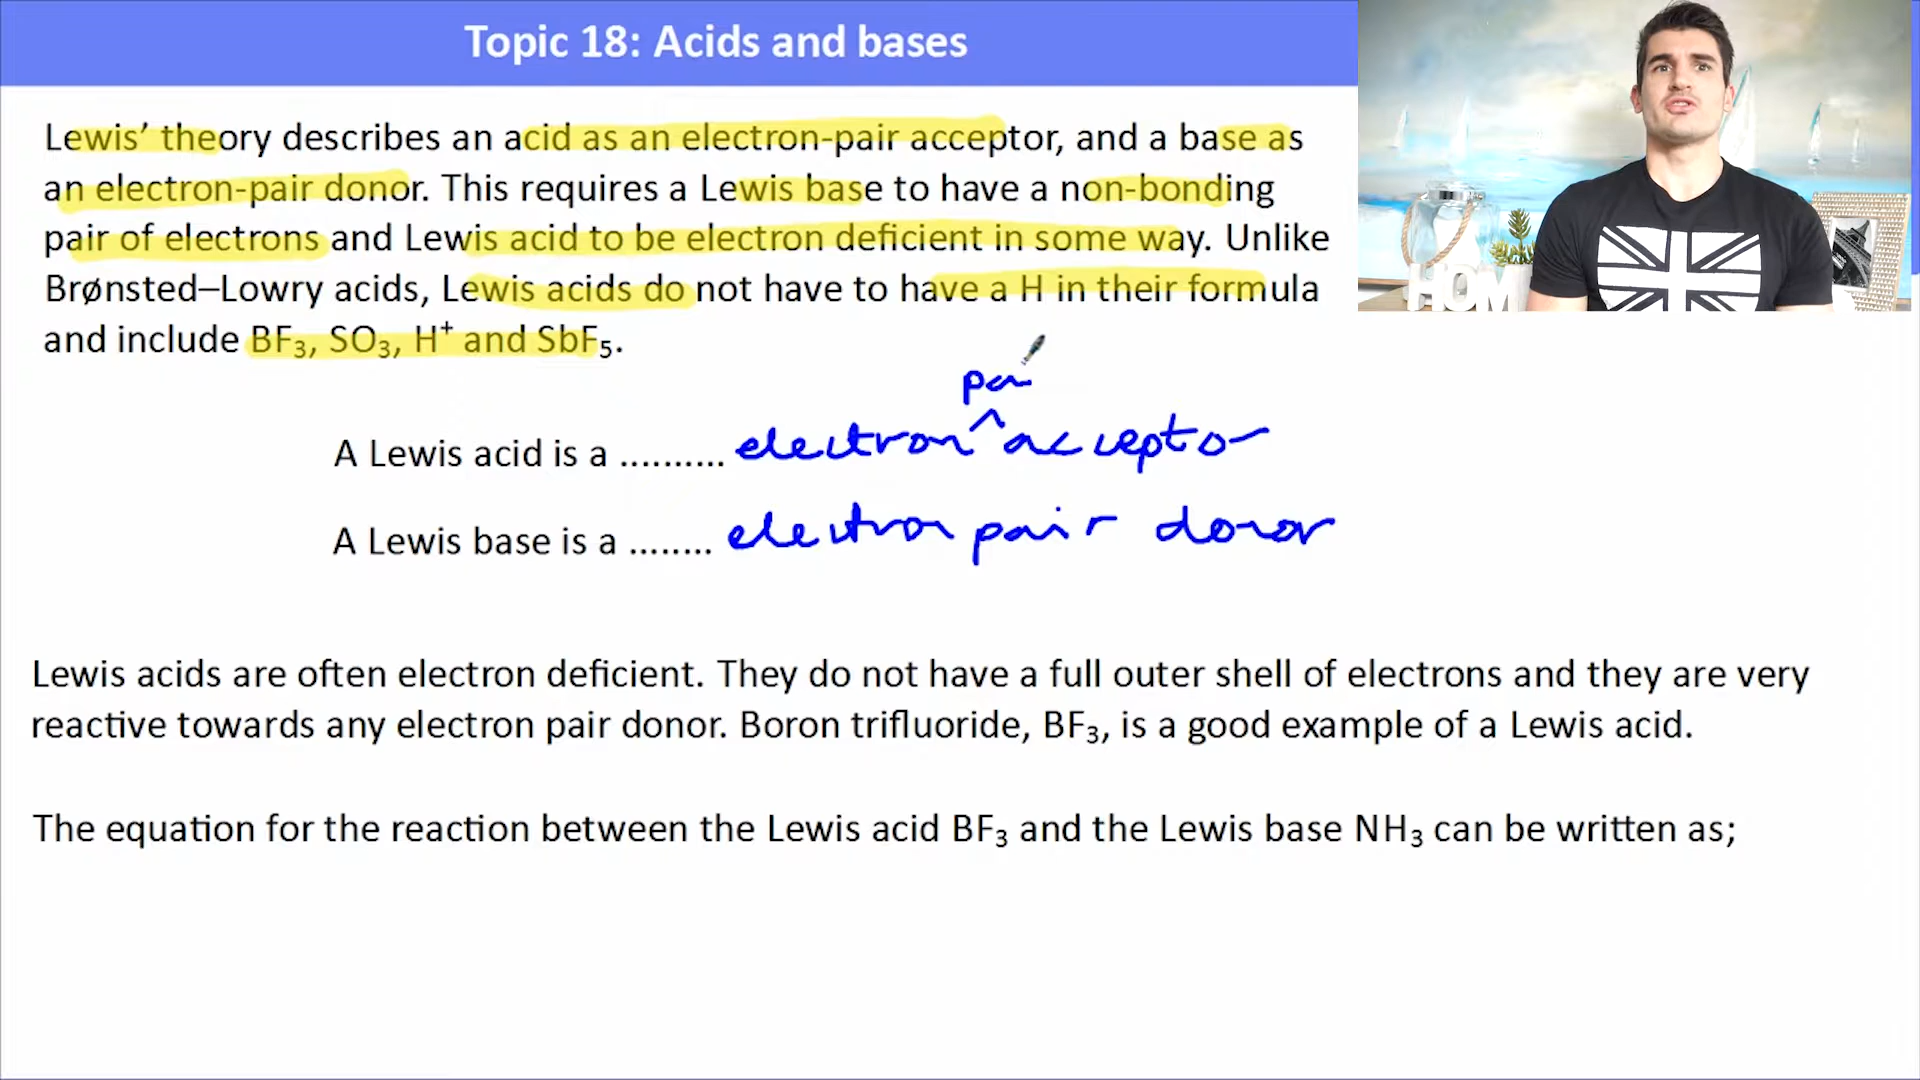 Topic 18: Acids and bases
Lewis’ theory describes an acid as an electron-pair acceptor, and a base as
an electron-pair donor. This requires a Lewis base to have a non-bonding
pair of electrons and Lewis acid to be electron deficient in some way. Unlike
Brønsted–Lowry acids, Lewis acids do not have to have a H in their formula
and include BF₃, SO₃, H⁺ and SbF₅.
HOM
pai
A Lewis acid is a .......... electron ^ acceptor
A Lewis base is a ........ electron pair donor
Lewis acids are often electron deficient. They do not have a full outer shell of electrons and they are very
reactive towards any electron pair donor. Boron trifluoride, BF₃, is a good example of a Lewis acid.
The equation for the reaction between the Lewis acid BF₃ and the Lewis base NH₃ can be written as;